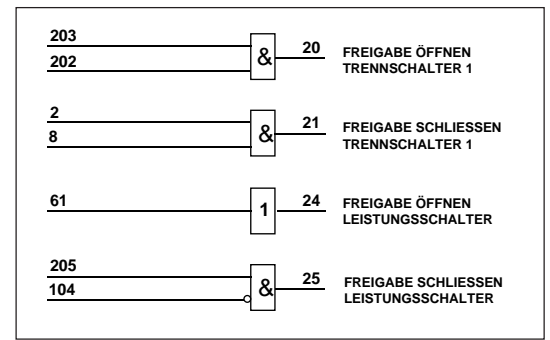 203
202
& 20 FREIGABE ÖFFNEN
TRENNSCHALTER 1
2
8
& 21 FREIGABE SCHLIESSEN
TRENNSCHALTER 1
61
1 24 FREIGABE ÖFFNEN
LEISTUNGSSCHALTER
205
104
& 25 FREIGABE SCHLIESSEN
LEISTUNGSSCHALTER